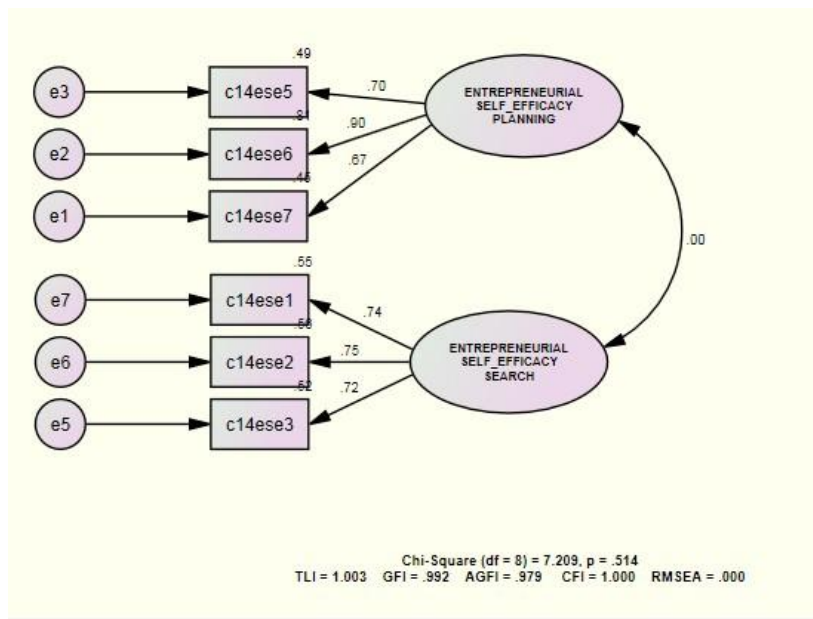 .49
e3
c14ese5
.70
ENTREPRENEURIAL
SELF_EFFICACY
PLANNING
.81
.90
e2
c14ese6
.67
e1
c14ese7
.00
.55
e7
c14ese1
.74
.56
e6
c14ese2
.75
ENTREPRENEURIAL
SELF_EFFICACY
SEARCH
.52
.72
e5
c14ese3
Chi-Square (df = 8) = 7.209, p = .514
TLI = 1.003 GFI = .992 AGFI = .979 CFI = 1.000 RMSEA = .000